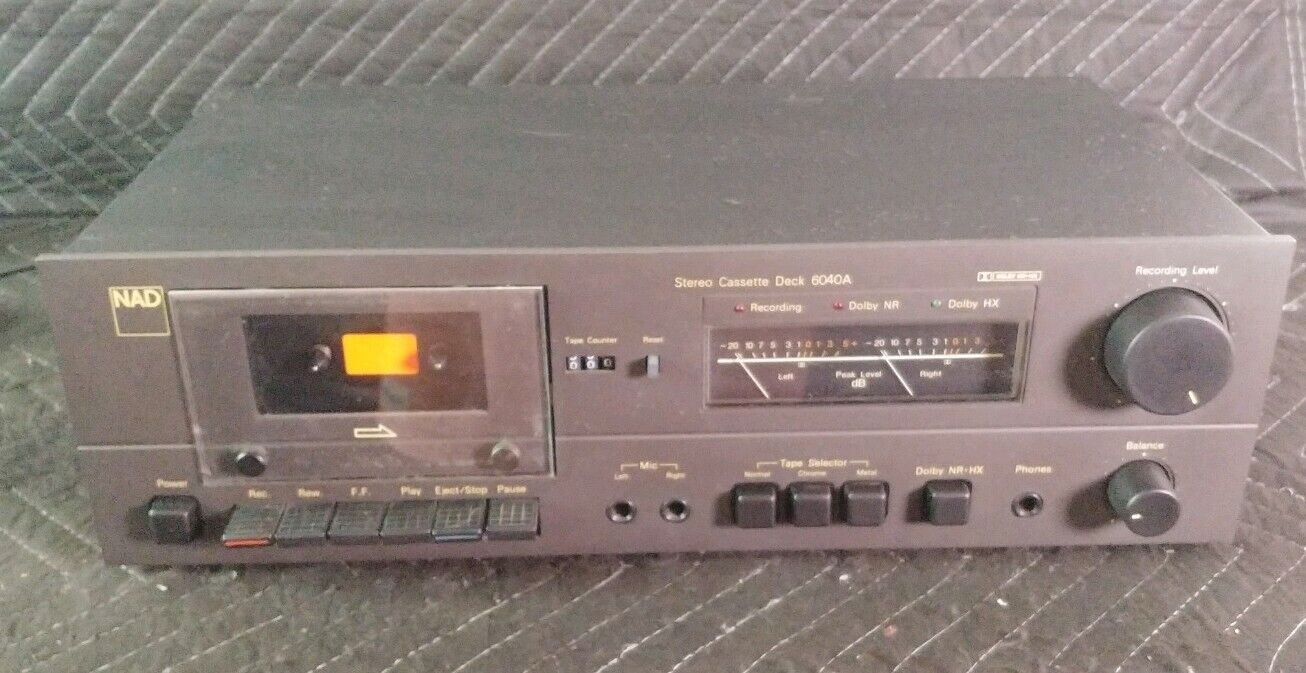 NAD
Stereo Cassette Deck 6040A
Recording Level
Recording Dolby NR Dolby HX
Tape Counter Reset
-20 10 7 5 3 1 0 1 3 5+ -20 10 7 5 3 1 0 1 3
Left Peak Level Right
dB
Balance
Power
Rec. Rew. F.F. Play Eject/Stop Pause
Mic
Left Right
Tape Selector
Normal Chrome Metal
Dolby NR-HX
Phones